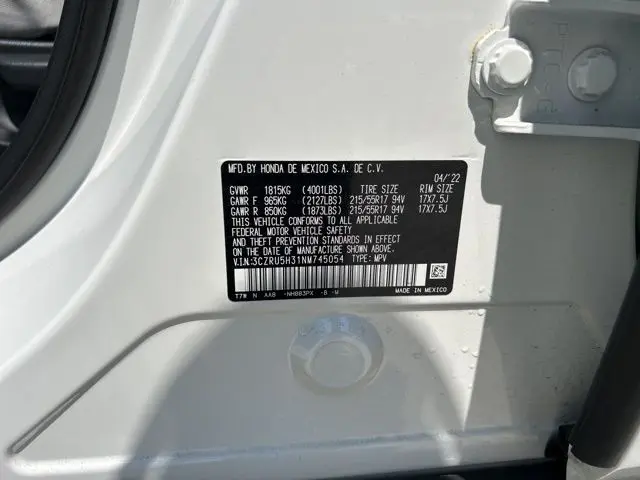 MFD.BY HONDA DE MEXICO S.A. DE C.V.
04/'22
GVWR 1815KG (4001LBS) TIRE SIZE RIM SIZE
GAWR F 965KG (2127LBS) 215/55R17 94V 17X7.5J
GAWR R 850KG (1873LBS) 215/55R17 94V 17X7.5J
THIS VEHICLE CONFORMS TO ALL APPLICABLE
FEDERAL MOTOR VEHICLE SAFETY
AND THEFT PREVENTION STANDARDS IN EFFECT
ON THE DATE OF MANUFACTURE SHOWN ABOVE.
V.I.N:3CZRU5H31NM745054 TYPE: MPV
T7W N AA8 -NH883PX -B -W MADE IN MEXICO